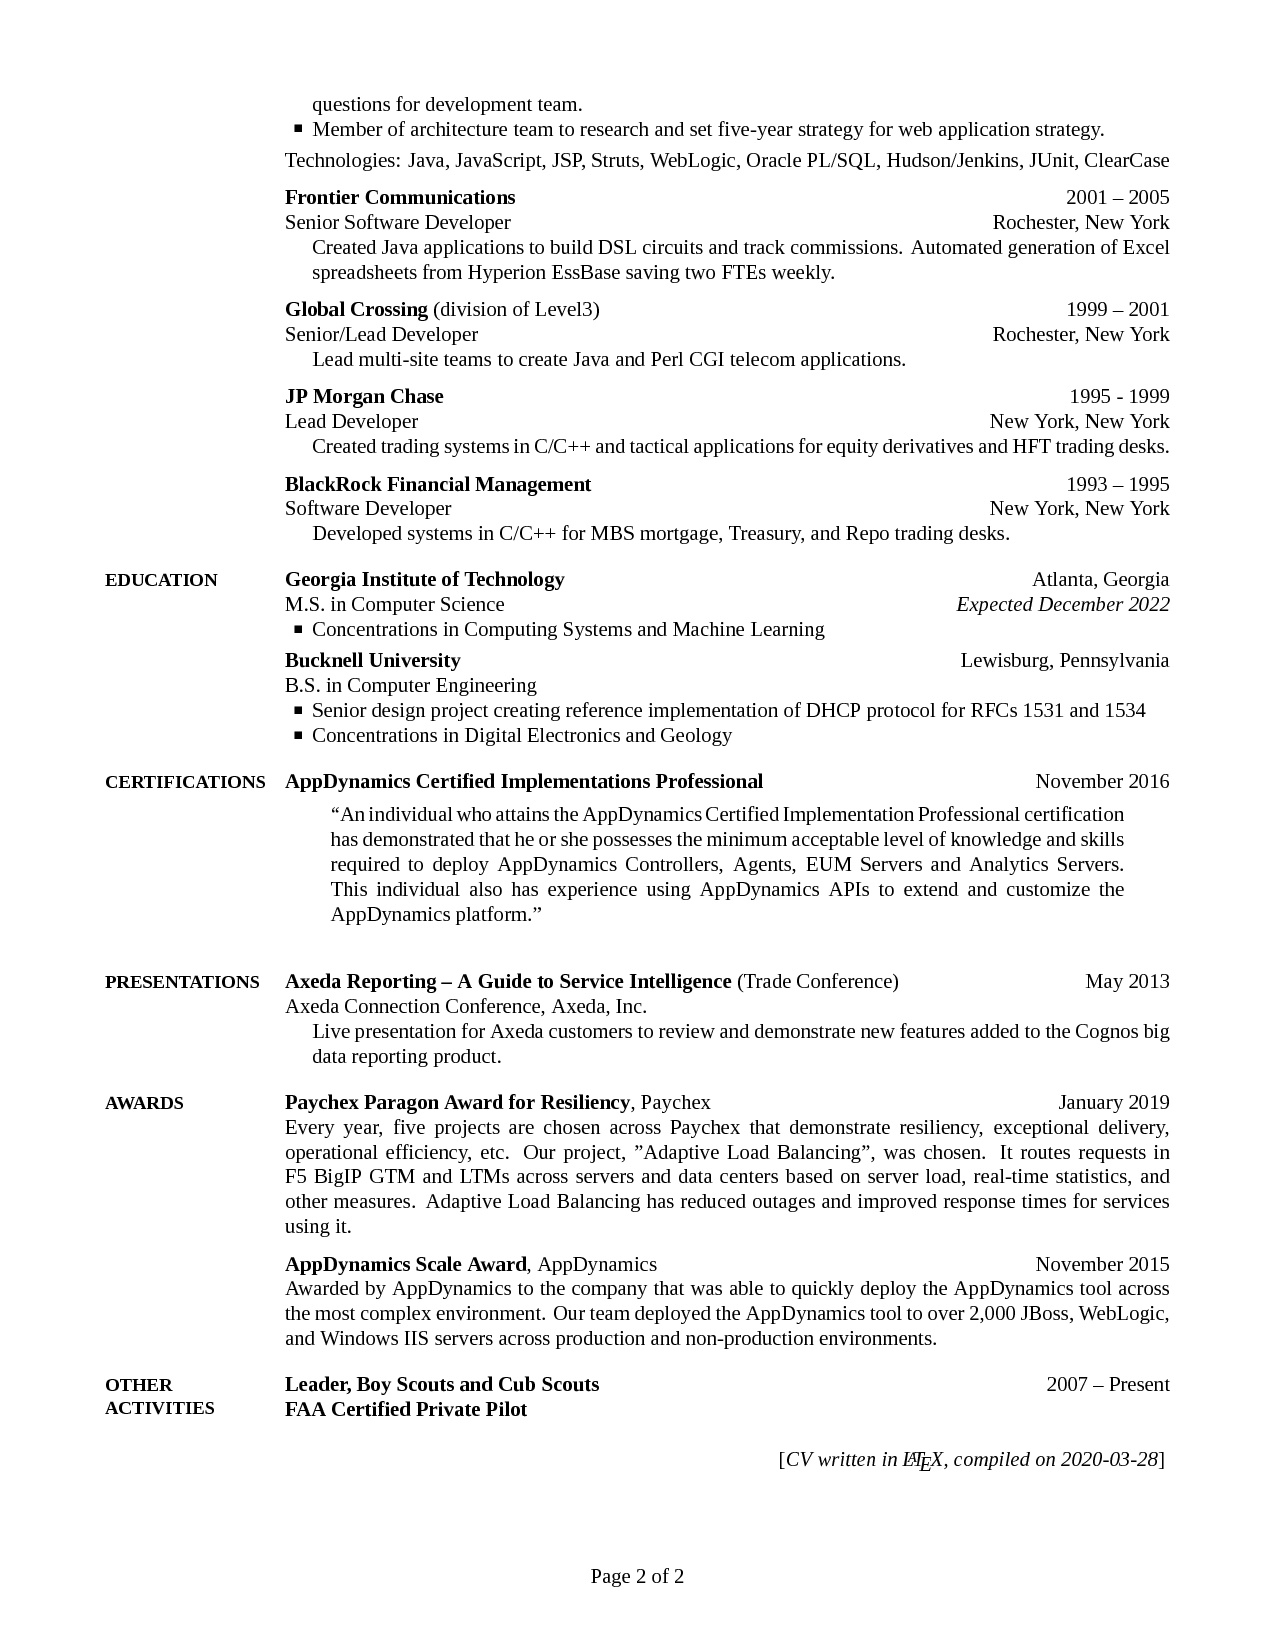 questions for development team.
▪ Member of architecture team to research and set five-year strategy for web application strategy.
Technologies: Java, JavaScript, JSP, Struts, WebLogic, Oracle PL/SQL, Hudson/Jenkins, JUnit, ClearCase
Frontier Communications 2001 – 2005
Senior Software Developer Rochester, New York
Created Java applications to build DSL circuits and track commissions. Automated generation of Excel
spreadsheets from Hyperion EssBase saving two FTEs weekly.
Global Crossing (division of Level3) 1999 – 2001
Senior/Lead Developer Rochester, New York
Lead multi-site teams to create Java and Perl CGI telecom applications.
JP Morgan Chase 1995 - 1999
Lead Developer New York, New York
Created trading systems in C/C++ and tactical applications for equity derivatives and HFT trading desks.
BlackRock Financial Management 1993 – 1995
Software Developer New York, New York
Developed systems in C/C++ for MBS mortgage, Treasury, and Repo trading desks.
EDUCATION Georgia Institute of Technology Atlanta, Georgia
M.S. in Computer Science Expected December 2022
▪ Concentrations in Computing Systems and Machine Learning
Bucknell University Lewisburg, Pennsylvania
B.S. in Computer Engineering
▪ Senior design project creating reference implementation of DHCP protocol for RFCs 1531 and 1534
▪ Concentrations in Digital Electronics and Geology
CERTIFICATIONS AppDynamics Certified Implementations Professional November 2016
“An individual who attains the AppDynamics Certified Implementation Professional certification
has demonstrated that he or she possesses the minimum acceptable level of knowledge and skills
required to deploy AppDynamics Controllers, Agents, EUM Servers and Analytics Servers.
This individual also has experience using AppDynamics APIs to extend and customize the
AppDynamics platform.”
PRESENTATIONS Axeda Reporting – A Guide to Service Intelligence (Trade Conference) May 2013
Axeda Connection Conference, Axeda, Inc.
Live presentation for Axeda customers to review and demonstrate new features added to the Cognos big
data reporting product.
AWARDS Paychex Paragon Award for Resiliency, Paychex January 2019
Every year, five projects are chosen across Paychex that demonstrate resiliency, exceptional delivery,
operational efficiency, etc. Our project, ”Adaptive Load Balancing”, was chosen. It routes requests in
F5 BigIP GTM and LTMs across servers and data centers based on server load, real-time statistics, and
other measures. Adaptive Load Balancing has reduced outages and improved response times for services
using it.
AppDynamics Scale Award, AppDynamics November 2015
Awarded by AppDynamics to the company that was able to quickly deploy the AppDynamics tool across
the most complex environment. Our team deployed the AppDynamics tool to over 2,000 JBoss, WebLogic,
and Windows IIS servers across production and non-production environments.
OTHER Leader, Boy Scouts and Cub Scouts 2007 – Present
ACTIVITIES FAA Certified Private Pilot
[CV written in LATEX, compiled on 2020-03-28]
Page 2 of 2